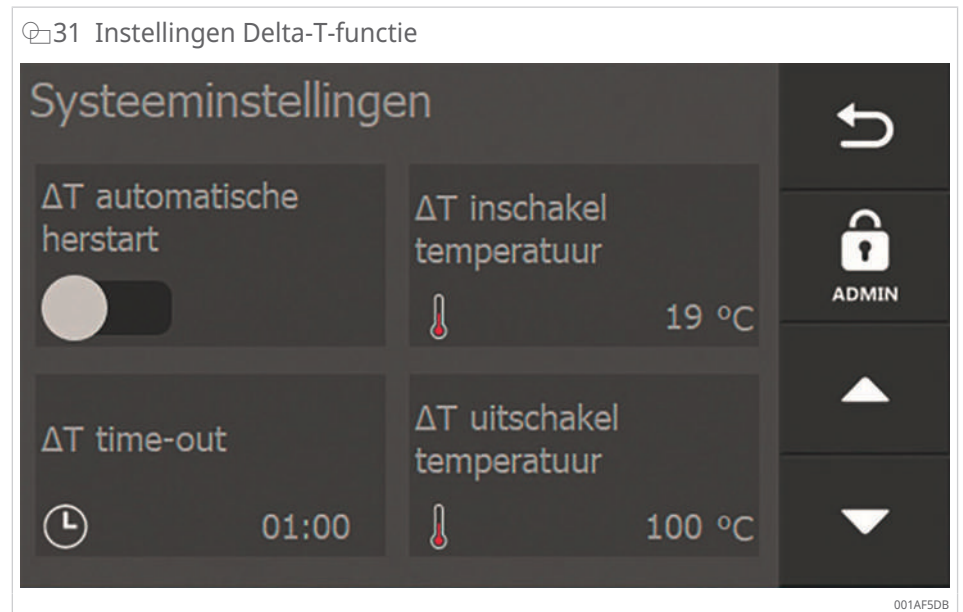 31 Instellingen Delta-T-functie
Systeeminstellingen
ΔT automatische
herstart
ΔT inschakel
temperatuur
19 °C
ADMIN
ΔT time-out
01:00
ΔT uitschakel
temperatuur
100 °C
001AF5DB